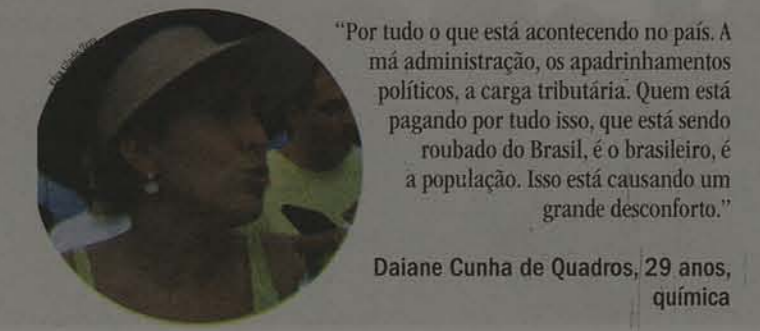 “Por tudo o que está acontecendo no país. A
má administração, os apadrinhamentos
políticos, a carga tributária. Quem está
pagando por tudo isso, que está sendo
roubado do Brasil, é o brasileiro, é
a população. Isso está causando um
grande desconforto.”
Daiane Cunha de Quadros, 29 anos,
química